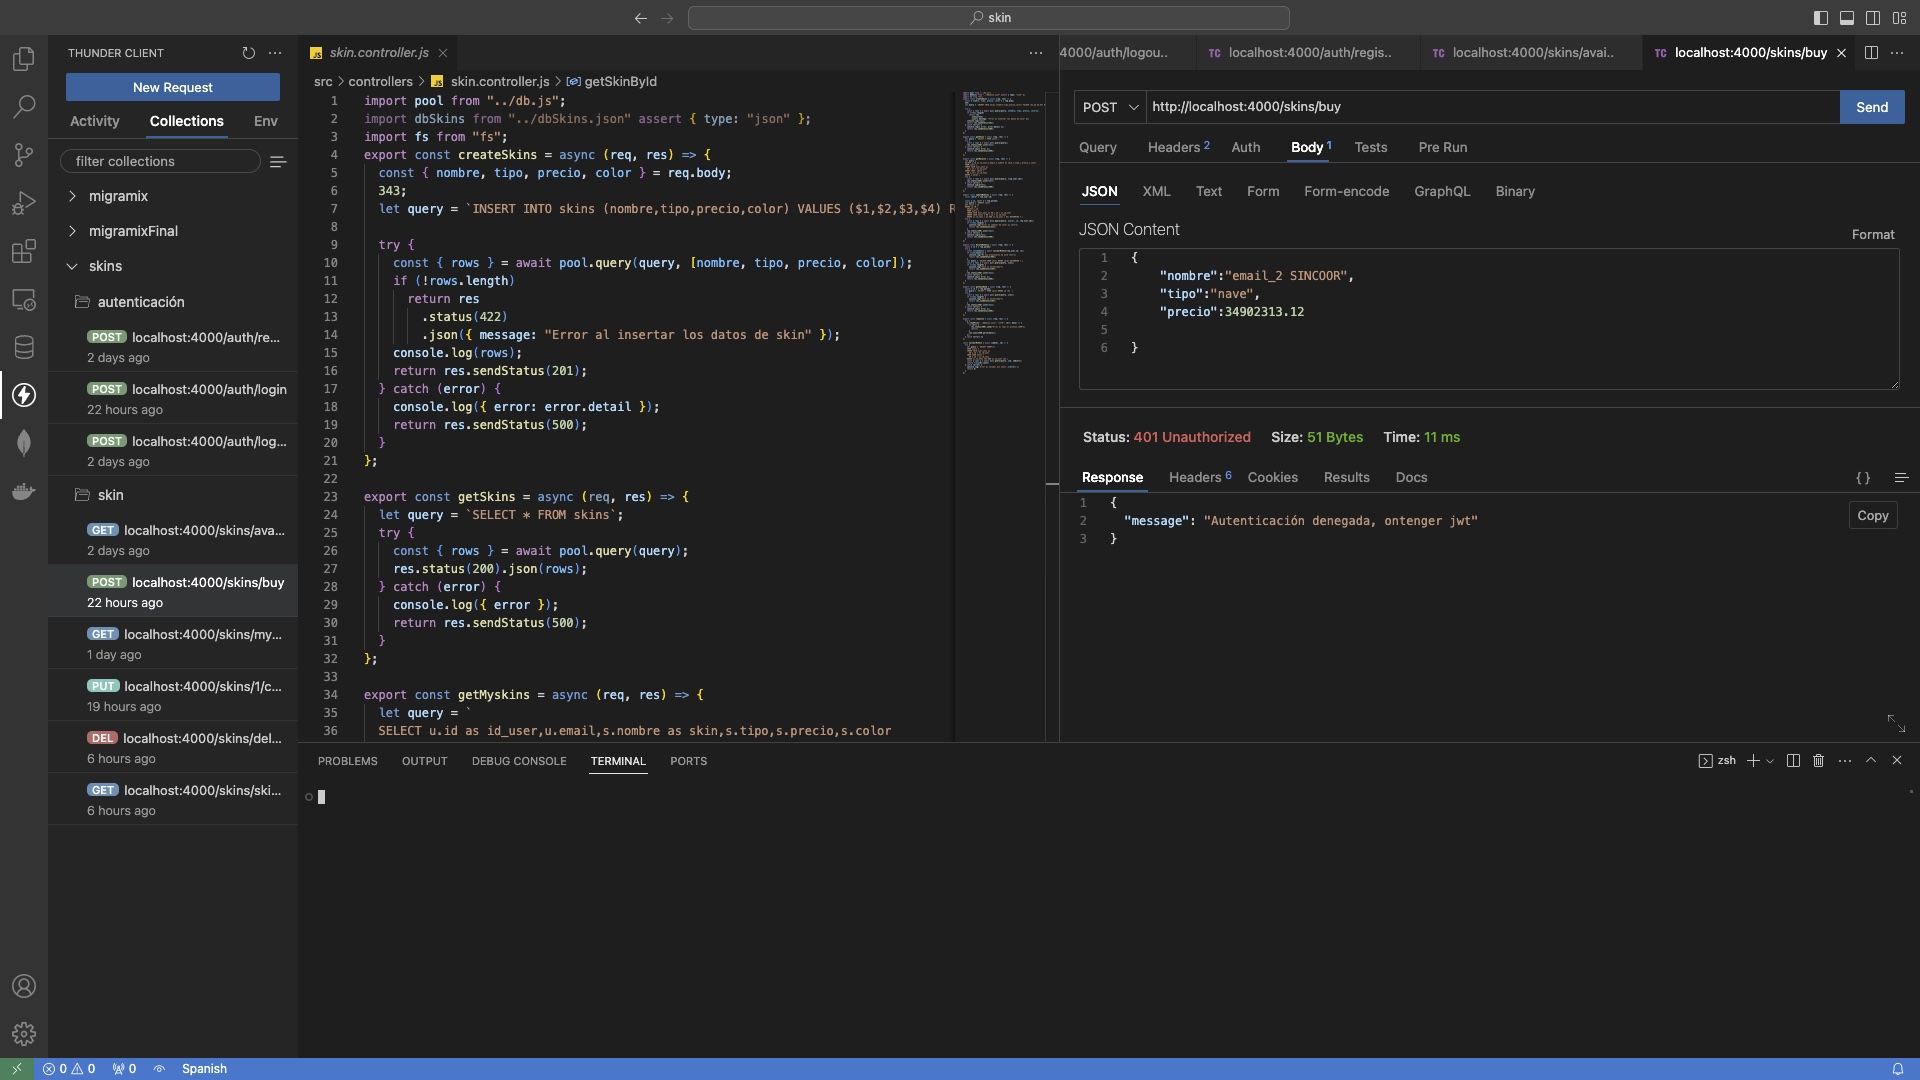 skin
THUNDER CLIENT
New Request
Activity
Collections
Env
filter collections
migramix
migramixFinal
skins
autenticación
POST localhost:4000/auth/re...
2 days ago
POST localhost:4000/auth/login
22 hours ago
POST localhost:4000/auth/log...
2 days ago
skin
GET localhost:4000/skins/ava...
2 days ago
POST localhost:4000/skins/buy
22 hours ago
GET localhost:4000/skins/my...
1 day ago
PUT localhost:4000/skins/1/c...
19 hours ago
DEL localhost:4000/skins/del...
6 hours ago
GET localhost:4000/skins/ski...
6 hours ago
JS skin.controller.js
src > controllers > JS skin.controller.js > getSkinById
1 import pool from "../db.js";
2 import dbSkins from "../dbSkins.json" assert { type: "json" };
3 import fs from "fs";
4 export const createSkins = async (req, res) => {
5 const { nombre, tipo, precio, color } = req.body;
6 343;
7 let query = `INSERT INTO skins (nombre,tipo,precio,color) VALUES ($1,$2,$3,$4) R
8
9 try {
10 const { rows } = await pool.query(query, [nombre, tipo, precio, color]);
11 if (!rows.length)
12 return res
13 .status(422)
14 .json({ message: "Error al insertar los datos de skin" });
15 console.log(rows);
16 return res.sendStatus(201);
17 } catch (error) {
18 console.log({ error: error.detail });
19 return res.sendStatus(500);
20 }
21 };
22
23 export const getSkins = async (req, res) => {
24 let query = `SELECT * FROM skins`;
25 try {
26 const { rows } = await pool.query(query);
27 res.status(200).json(rows);
28 } catch (error) {
29 console.log({ error });
30 return res.sendStatus(500);
31 }
32 };
33
34 export const getMyskins = async (req, res) => {
35 let query = `
36 SELECT u.id as id_user,u.email,s.nombre as skin,s.tipo,s.precio,s.color
4000/auth/logou..
TC localhost:4000/auth/regis..
TC localhost:4000/skins/avai..
TC localhost:4000/skins/buy
POST
http://localhost:4000/skins/buy
Send
Query
Headers 2
Auth
Body 1
Tests
Pre Run
JSON
XML
Text
Form
Form-encode
GraphQL
Binary
JSON Content
Format
1 {
2 "nombre":"email_2 SINCOOR",
3 "tipo":"nave",
4 "precio":34902313.12
5
6 }
Status: 401 Unauthorized Size: 51 Bytes Time: 11 ms
Response
Headers 6
Cookies
Results
Docs
{ }
1 {
2 "message": "Autenticación denegada, ontenger jwt"
3 }
Copy
PROBLEMS
OUTPUT
DEBUG CONSOLE
TERMINAL
PORTS
zsh
0 0
0
Spanish